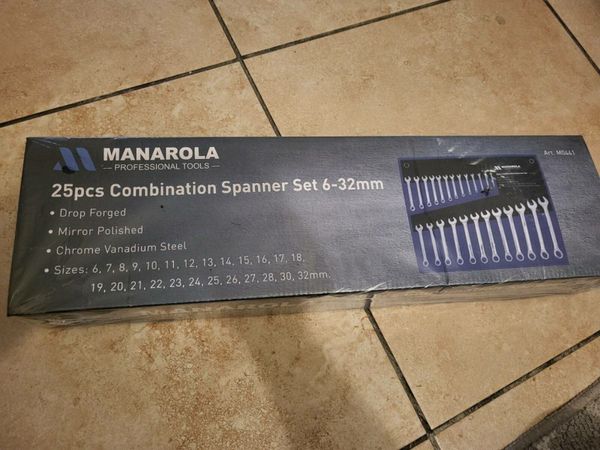 MANAROLA
PROFESSIONAL TOOLS
25pcs Combination Spanner Set 6-32mm
• Drop Forged
• Mirror Polished
• Chrome Vanadium Steel
• Sizes: 6, 7, 8, 9, 10, 11, 12, 13, 14, 15, 16, 17, 18,
19, 20, 21, 22, 23, 24, 25, 26, 27, 28, 30, 32mm.
MANAROLA